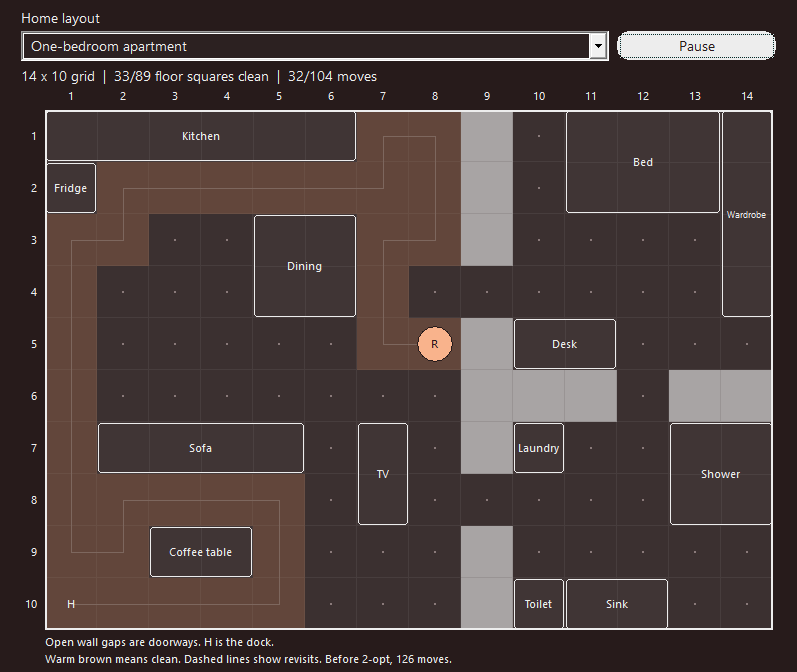 Home layout
One-bedroom apartment
Pause
14 x 10 grid | 33/89 floor squares clean | 32/104 moves
1 2 3 4 5 6 7 8 9 10 11 12 13 14
1 Kitchen Bed
2 Fridge Wardrobe
3 Dining
4
5 R Desk
6
7 Sofa TV Laundry Shower
8
9 Coffee table
10 H Toilet Sink
Open wall gaps are doorways. H is the dock.
Warm brown means clean. Dashed lines show revisits. Before 2-opt, 126 moves.